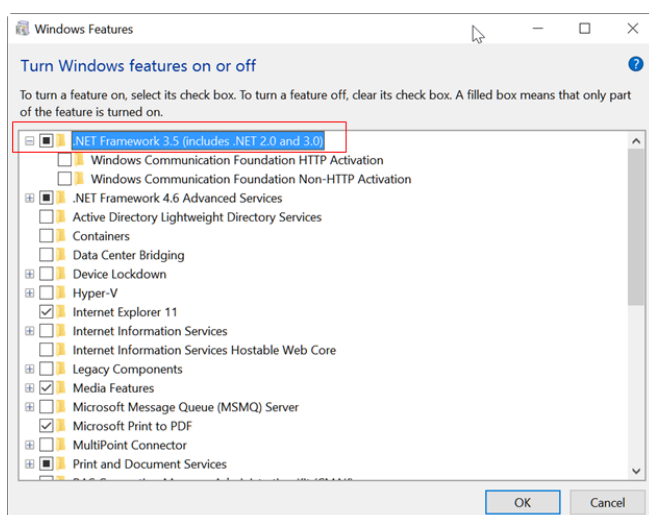 Windows Features
Turn Windows features on or off
To turn a feature on, select its check box. To turn a feature off, clear its check box. A filled box means that only part
of the feature is turned on.
.NET Framework 3.5 (includes .NET 2.0 and 3.0)
Windows Communication Foundation HTTP Activation
Windows Communication Foundation Non-HTTP Activation
.NET Framework 4.6 Advanced Services
Active Directory Lightweight Directory Services
Containers
Data Center Bridging
Device Lockdown
Hyper-V
Internet Explorer 11
Internet Information Services
Internet Information Services Hostable Web Core
Legacy Components
Media Features
Microsoft Message Queue (MSMQ) Server
Microsoft Print to PDF
MultiPoint Connector
Print and Document Services
OK Cancel